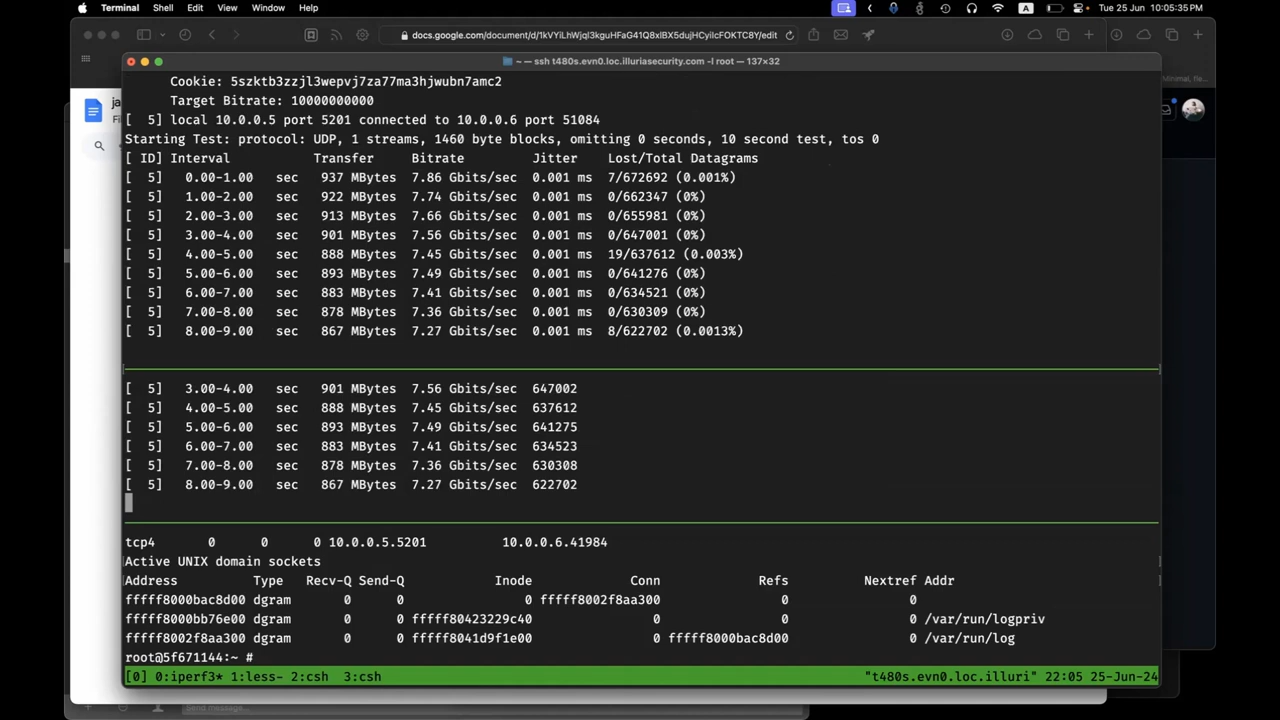 Terminal Shell Edit View Window Help
A Tue 25 Jun 10:05:35 PM
docs.google.com/document/d/1kVYiLhWjql3kguHFaG41Q8xlBX5dujHCyilcFOKTC8Y/edit
~ — ssh t480s.evn0.loc.illuriasecurity.com -l root — 137×32
Minimal, fle
ja
Fil
Cookie: 5szktb3zzjl3wepvj7za77ma3hjwubn7amc2
Target Bitrate: 10000000000
[ 5] local 10.0.0.5 port 5201 connected to 10.0.0.6 port 51084
Starting Test: protocol: UDP, 1 streams, 1460 byte blocks, omitting 0 seconds, 10 second test, tos 0
[ ID] Interval Transfer Bitrate Jitter Lost/Total Datagrams
[ 5] 0.00-1.00 sec 937 MBytes 7.86 Gbits/sec 0.001 ms 7/672692 (0.001%)
[ 5] 1.00-2.00 sec 922 MBytes 7.74 Gbits/sec 0.001 ms 0/662347 (0%)
[ 5] 2.00-3.00 sec 913 MBytes 7.66 Gbits/sec 0.001 ms 0/655981 (0%)
[ 5] 3.00-4.00 sec 901 MBytes 7.56 Gbits/sec 0.001 ms 0/647001 (0%)
[ 5] 4.00-5.00 sec 888 MBytes 7.45 Gbits/sec 0.001 ms 19/637612 (0.003%)
[ 5] 5.00-6.00 sec 893 MBytes 7.49 Gbits/sec 0.001 ms 0/641276 (0%)
[ 5] 6.00-7.00 sec 883 MBytes 7.41 Gbits/sec 0.001 ms 0/634521 (0%)
[ 5] 7.00-8.00 sec 878 MBytes 7.36 Gbits/sec 0.001 ms 0/630309 (0%)
[ 5] 8.00-9.00 sec 867 MBytes 7.27 Gbits/sec 0.001 ms 8/622702 (0.0013%)
[ 5] 3.00-4.00 sec 901 MBytes 7.56 Gbits/sec 647002
[ 5] 4.00-5.00 sec 888 MBytes 7.45 Gbits/sec 637612
[ 5] 5.00-6.00 sec 893 MBytes 7.49 Gbits/sec 641275
[ 5] 6.00-7.00 sec 883 MBytes 7.41 Gbits/sec 634523
[ 5] 7.00-8.00 sec 878 MBytes 7.36 Gbits/sec 630308
[ 5] 8.00-9.00 sec 867 MBytes 7.27 Gbits/sec 622702
tcp4 0 0 0 10.0.0.5.5201 10.0.0.6.41984
Active UNIX domain sockets
Address Type Recv-Q Send-Q Inode Conn Refs Nextref Addr
fffff8000bac8d00 dgram 0 0 0 fffff8002f8aa300 0 0
fffff8000bb76e00 dgram 0 0 fffff80423229c40 0 0 0 /var/run/logpriv
fffff8002f8aa300 dgram 0 0 fffff8041d9f1e00 0 fffff8000bac8d00 0 /var/run/log
root@5f671144:~ #
[0] 0:iperf3* 1:less- 2:csh 3:csh "t480s.evn0.loc.illuri" 22:05 25-Jun-24
Send message...